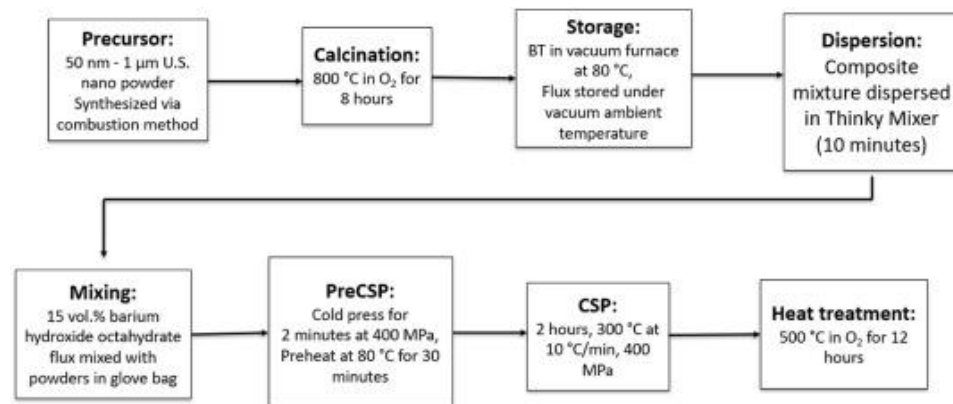 Precursor:
50 nm - 1 µm U.S.
nano powder
Synthesized via
combustion method
Calcination:
800 °C in O₂ for
8 hours
Storage:
BT in vacuum furnace
at 80 °C,
Flux stored under
vacuum ambient
temperature
Dispersion:
Composite
mixture dispersed
in Thinky Mixer
(10 minutes)
Mixing:
15 vol.% barium
hydroxide octahydrate
flux mixed with
powders in glove bag
PreCSP:
Cold press for
2 minutes at 400 MPa,
Preheat at 80 °C for 30
minutes
CSP:
2 hours, 300 °C at
10 °C/min, 400
MPa
Heat treatment:
500 °C in O₂ for 12
hours